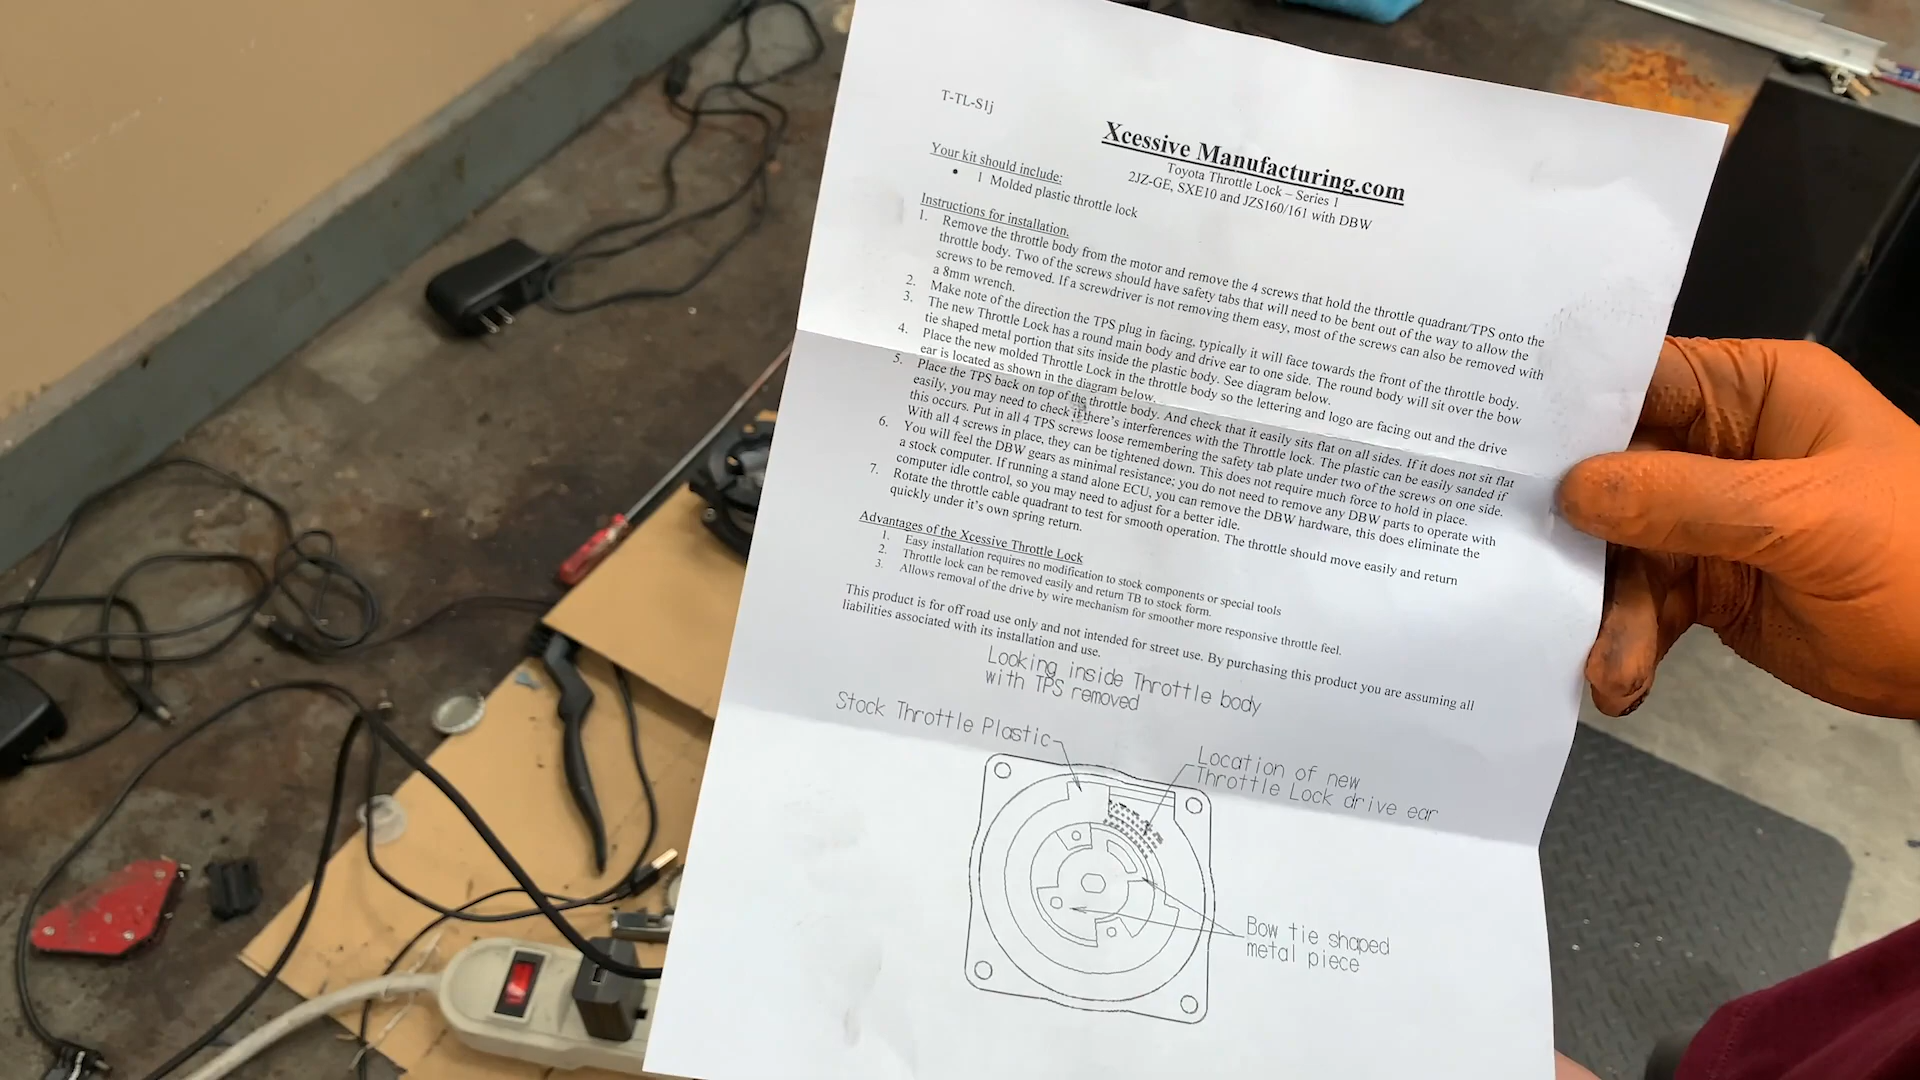 T-TL-S1j
Xcessive Manufacturing.com
Toyota Throttle Lock – Series 1
2JZ-GE, SXE10 and JZS160/161 with DBW
Your kit should include:
• 1 Molded plastic throttle lock
Instructions for installation.
1. Remove the throttle body from the motor and remove the 4 screws that hold the throttle quadrant/TPS onto the
throttle body. Two of the screws should have safety tabs that will need to be bent out of the way to allow the
screws to be removed. If a screwdriver is not removing them easy, most of the screws can also be removed with
a 8mm wrench.
2. Make note of the direction the TPS plug in facing, typically it will face towards the front of the throttle body.
3. The new Throttle Lock has a round main body and drive ear to one side. The round body will sit over the bow
tie shaped metal portion that sits inside the plastic body. See diagram below.
4. Place the new molded Throttle Lock in the throttle body so the lettering and logo are facing out and the drive
ear is located as shown in the diagram below.
5. Place the TPS back on top of the throttle body. And check that it easily sits flat on all sides. If it does not sit flat
easily, you may need to check if there's interferences with the Throttle lock. The plastic can be easily sanded if
this occurs. Put in all 4 TPS screws loose remembering the safety tab plate under two of the screws on one side.
With all 4 screws in place, they can be tightened down. This does not require much force to hold in place.
6. You will feel the DBW gears as minimal resistance; you do not need to remove any DBW parts to operate with
a stock computer. If running a stand alone ECU, you can remove the DBW hardware, this does eliminate the
computer idle control, so you may need to adjust for a better idle.
7. Rotate the throttle cable quadrant to test for smooth operation. The throttle should move easily and return
quickly under it's own spring return.
Advantages of the Xcessive Throttle Lock
1. Easy installation requires no modification to stock components or special tools
2. Throttle lock can be removed easily and return TB to stock form.
3. Allows removal of the drive by wire mechanism for smoother more responsive throttle feel.
This product is for off road use only and not intended for street use. By purchasing this product you are assuming all
liabilities associated with its installation and use.
Looking inside Throttle body
with TPS removed
Stock Throttle Plastic
Location of new
Throttle Lock drive ear
Bow tie shaped
metal piece